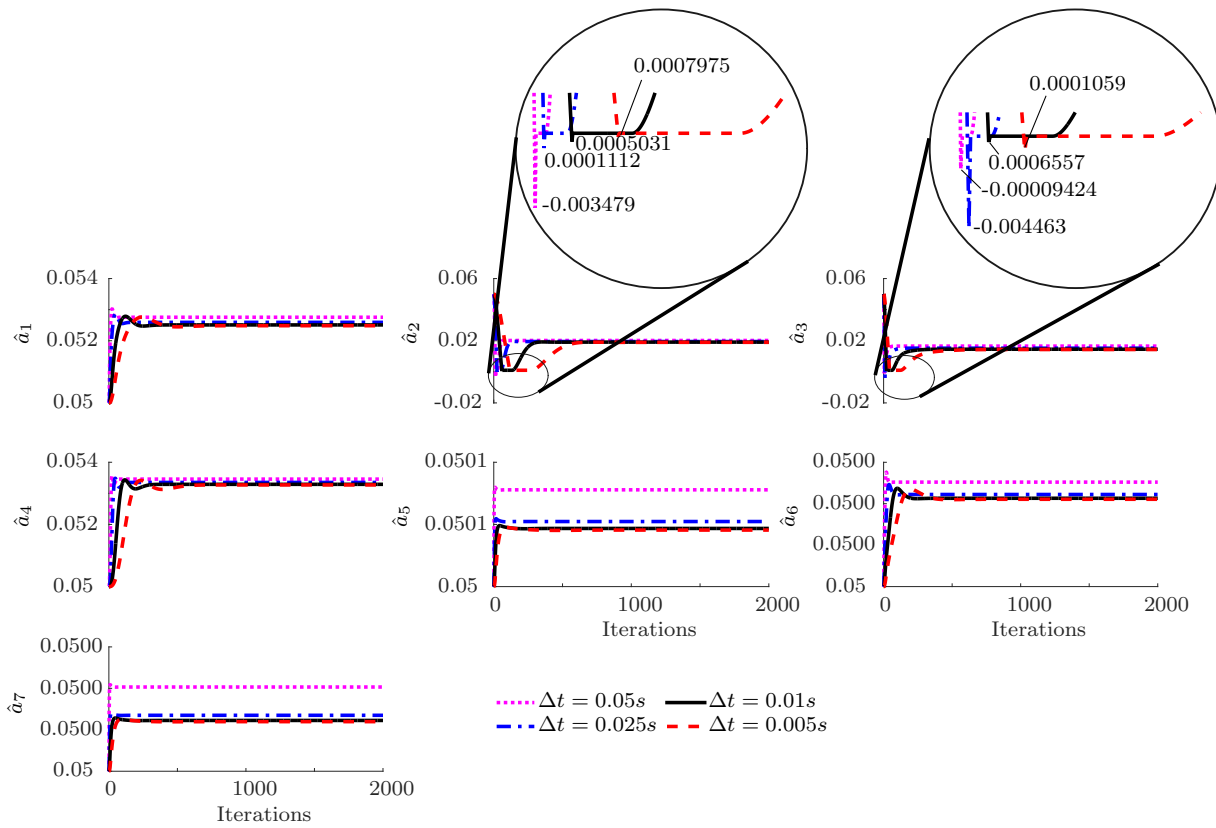 0.0007975
0.0005031
0.0001112
-0.003479
0.0001059
0.0006557
-0.00009424
-0.004463
0.054
0.052
0.05
â1
0.06
0.02
-0.02
â2
0.06
0.02
-0.02
â3
0.054
0.052
0.05
â4
0.0501
0.0501
0.05
â5
0 1000 2000
Iterations
0.0500
0.0500
0.0500
0.05
â6
0 1000 2000
Iterations
0.0500
0.0500
0.0500
0.05
â7
0 1000 2000
Iterations
Δt = 0.05s
Δt = 0.01s
Δt = 0.025s
Δt = 0.005s